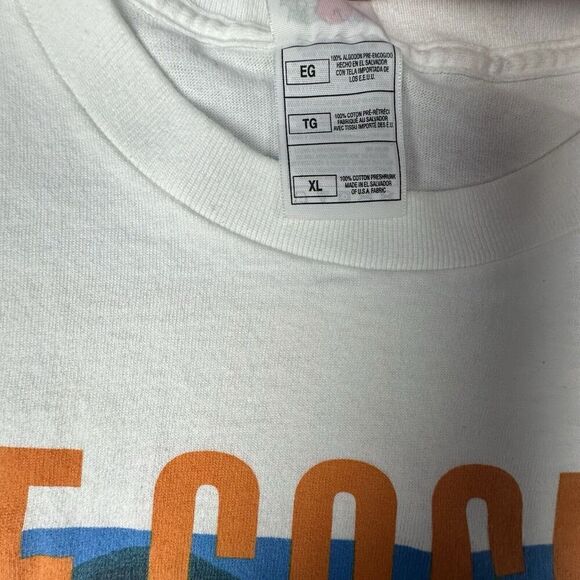 EG
100% ALGODON PRE-ENCOGIDO
HECHO EN EL SALVADOR
CON TELA IMPORTADA DE
LOS E.E.U.U.
TG
100% COTON PRÉ-RÉTRÉCI
FABRIQUÉ AU SALVADOR
AVEC TISSU IMPORTÉ DES É.U.
XL
100% COTTON PRESHRUNK
MADE IN EL SALVADOR
OF U.S.A. FABRIC